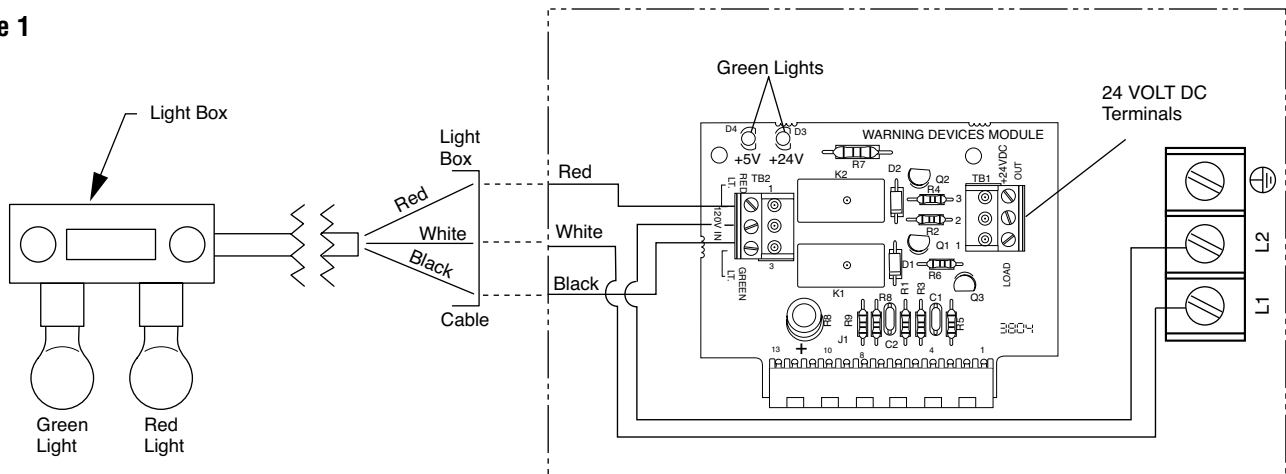 e 1
Light Box
Light
Box
Red
White
Black
Cable
Green
Light
Red
Light
Red
White
Black
Green Lights
24 VOLT DC
Terminals
WARNING DEVICES MODULE
D4
D3
+5V
+24V
R7
D2
K2
Q2
R4
3
2
R2
Q1
1
TB1
+24VDC
OUT
LOAD
RED
LT.
TB2
1
120V IN
3
GREEN
LT.
K1
D1
R6
Q3
R8
+
R9
R8
R1
R3
C1
R5
C2
J1
13
10
8
4
1
L2
L1